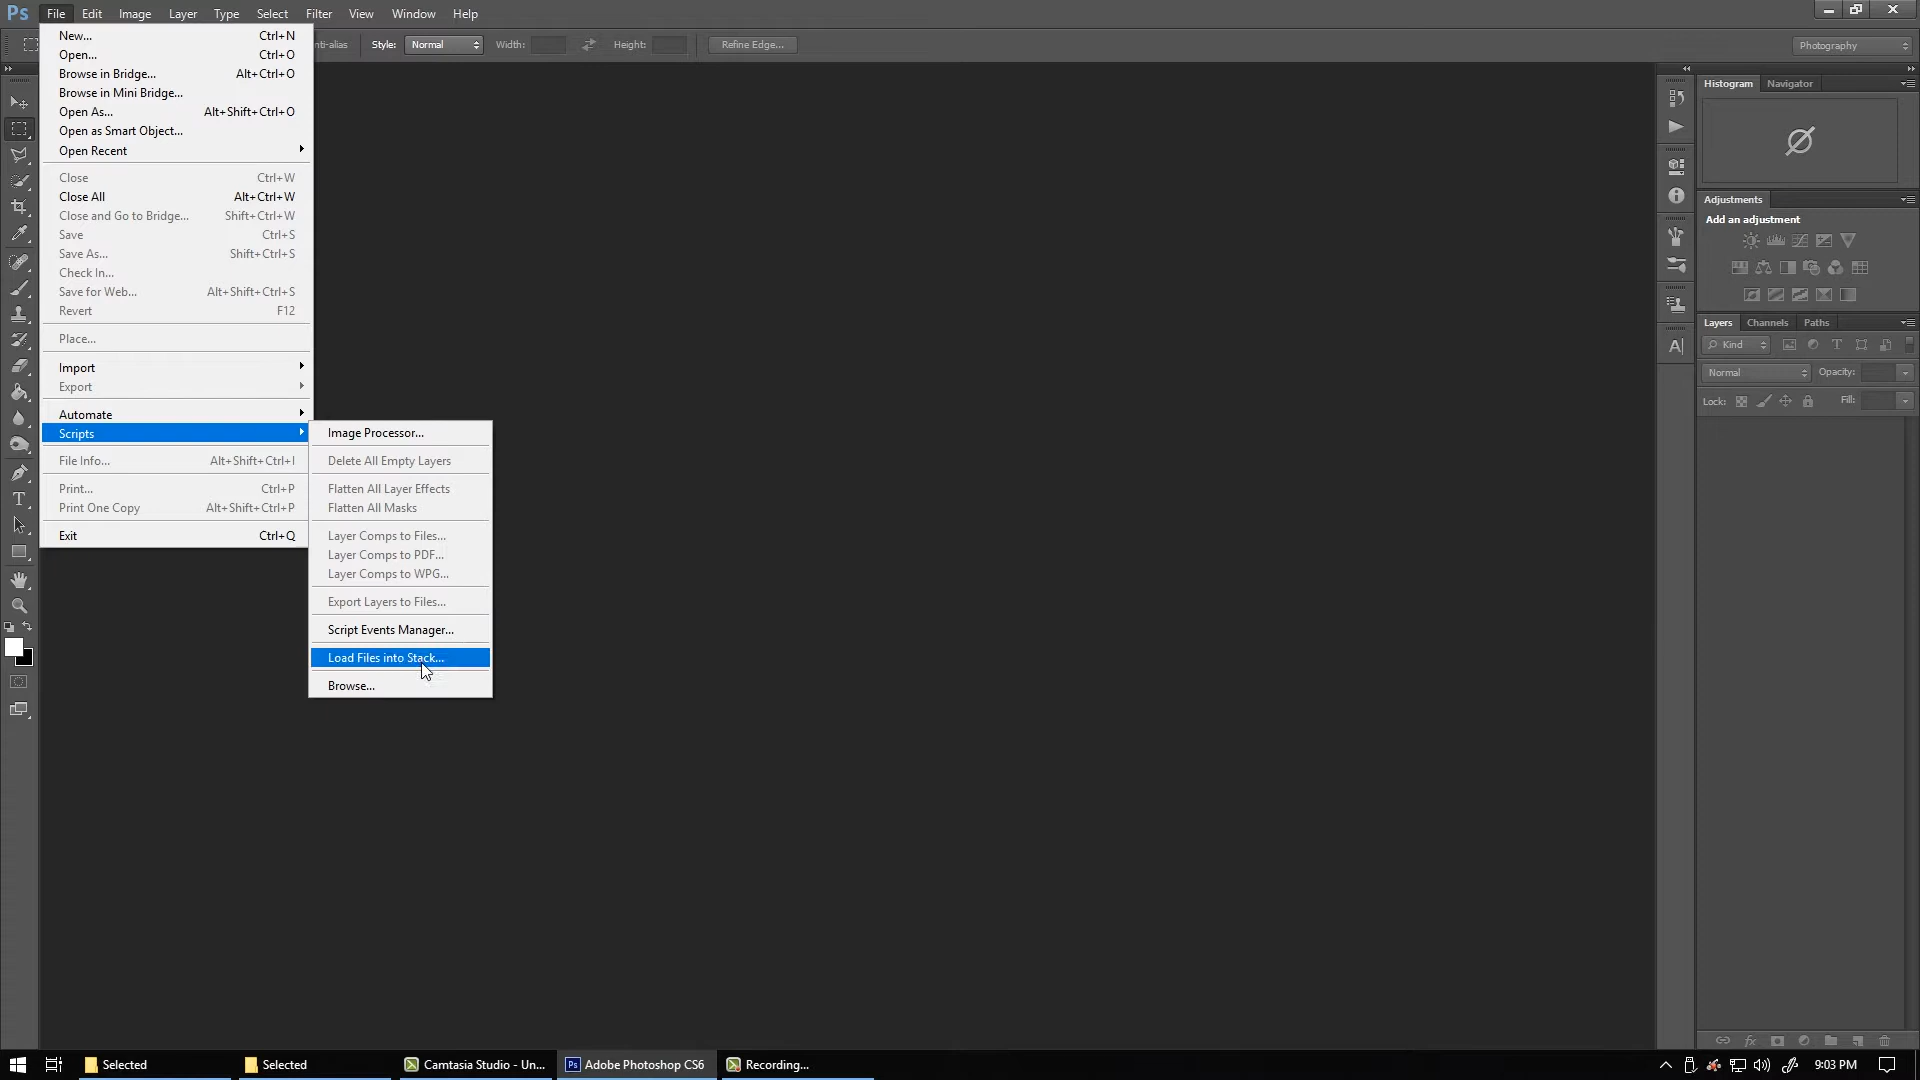 Ps File Edit Image Layer Type Select Filter View Window Help
nti-alias Style: Normal Width: Height: Refine Edge... Photography
New... Ctrl+N
Open... Ctrl+O
Browse in Bridge... Alt+Ctrl+O
Browse in Mini Bridge...
Open As... Alt+Shift+Ctrl+O
Open as Smart Object...
Open Recent
Close Ctrl+W
Close All Alt+Ctrl+W
Close and Go to Bridge... Shift+Ctrl+W
Save Ctrl+S
Save As... Shift+Ctrl+S
Check In...
Save for Web... Alt+Shift+Ctrl+S
Revert F12
Place...
Import
Export
Automate
Scripts
File Info... Alt+Shift+Ctrl+I
Print... Ctrl+P
Print One Copy Alt+Shift+Ctrl+P
Exit Ctrl+Q
Image Processor...
Delete All Empty Layers
Flatten All Layer Effects
Flatten All Masks
Layer Comps to Files...
Layer Comps to PDF...
Layer Comps to WPG...
Export Layers to Files...
Script Events Manager...
Load Files into Stack...
Browse...
Histogram Navigator
Adjustments
Add an adjustment
Layers Channels Paths
Kind
Normal Opacity:
Lock: Fill:
Selected Selected Camtasia Studio - Un... Ps Adobe Photoshop CS6 Recording... 9:03 PM